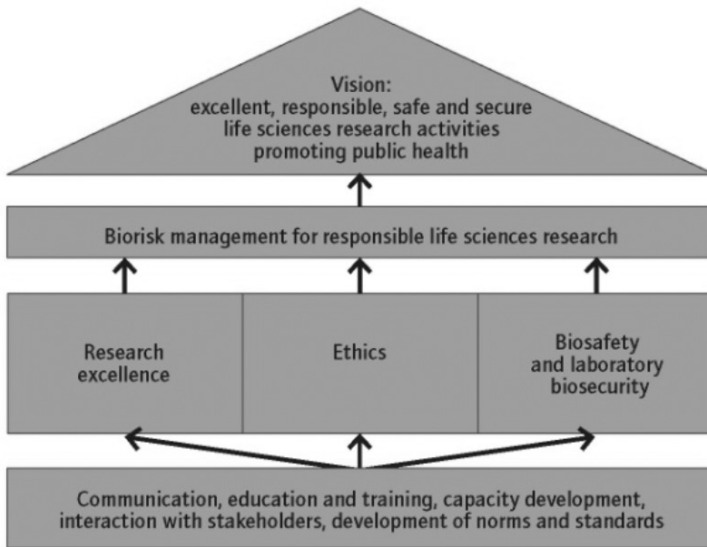 Vision:
excellent, responsible, safe and secure
life sciences research activities
promoting public health
Biorisk management for responsible life sciences research
Research
excellence
Ethics
Biosafety
and laboratory
biosecurity
Communication, education and training, capacity development,
interaction with stakeholders, development of norms and standards